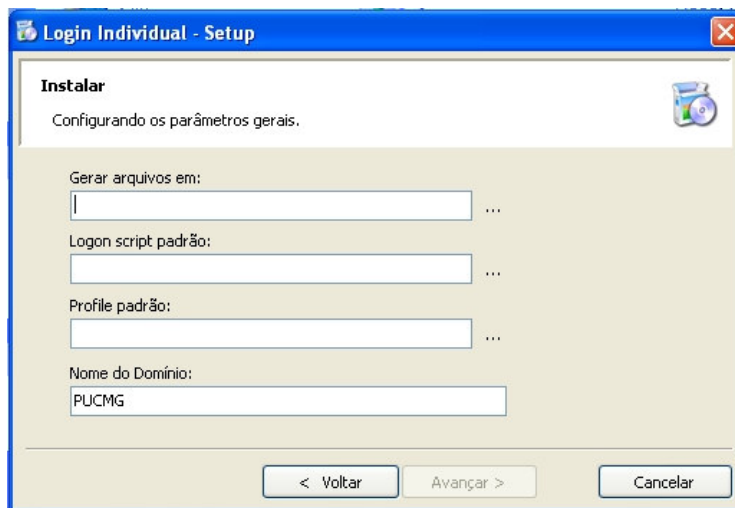 Login Individual - Setup
Instalar
Configurando os parâmetros gerais.
Gerar arquivos em:
...
Logon script padrão:
...
Profile padrão:
...
Nome do Domínio:
PUCMG
< Voltar
Avançar >
Cancelar